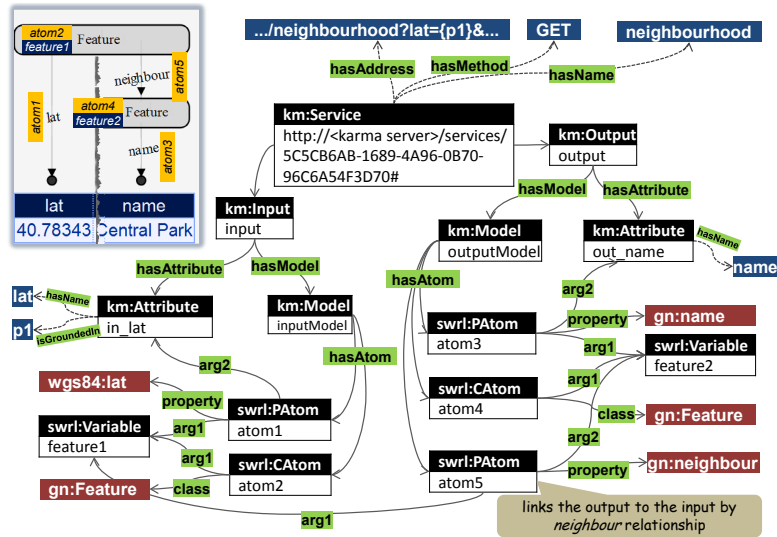 .../neighbourhood?lat={p1}&...
GET
neighbourhood
hasAddress
hasMethod
hasName
atom2
feature1
Feature
neighbour
atom5
atom1
lat
atom4
feature2
Feature
name
atom3
lat
name
40.78343
Central Park
km:Service
http://<karma server>/services/
5C5CB6AB-1689-4A96-0B70-
96C6A54F3D70#
km:Output
output
hasModel
hasAttribute
km:Input
input
km:Model
outputModel
km:Attribute
out_name
hasName
name
hasAttribute
hasModel
hasAtom
arg2
lat
hasName
p1
isGroundedIn
km:Attribute
in_lat
km:Model
inputModel
swrl:PAtom
atom3
property
gn:name
arg1
swrl:Variable
feature2
hasAtom
arg2
wgs84:lat
property
swrl:PAtom
atom1
swrl:CAtom
atom4
arg1
class
gn:Feature
swrl:Variable
feature1
arg1
arg1
arg2
swrl:CAtom
atom2
swrl:PAtom
atom5
property
gn:neighbour
gn:Feature
class
arg1
links the output to the input by
neighbour relationship